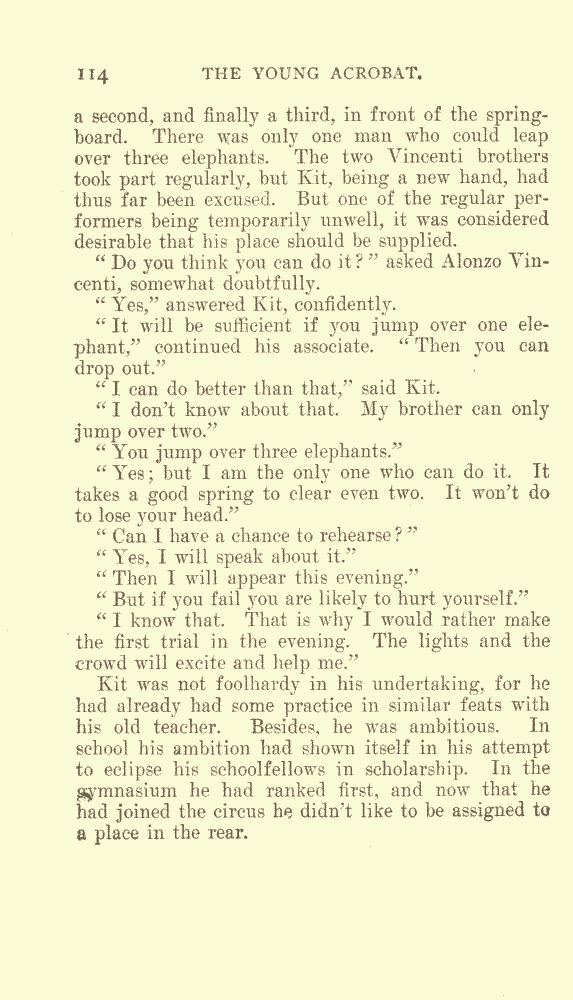 114 THE YOUNG ACROBAT.
a second, and finally a third, in front of the spring-
board. There was only one man who could leap
over three elephants. The two Vincenti brothers
took part regularly, but Kit, being a new hand, had
thus far been excused. But one of the regular per-
formers being temporarily unwell, it was considered
desirable that his place should be supplied.
“ Do you think you can do it? ” asked Alonzo Vin-
centi, somewhat doubtfully.
“ Yes,” answered Kit, confidently.
“ It will be sufficient if you jump over one ele-
phant,” continued his associate. “ Then you can
drop out.”
“ I can do better than that,” said Kit.
“ I don’t know about that. My brother can only
jump over two.”
“ You jump over three elephants.”
“ Yes; but I am the only one who can do it. It
takes a good spring to clear even two. It won’t do
to lose your head.”
“ Can I have a chance to rehearse? ”
“ Yes, I will speak about it.”
“ Then I will appear this evening.”
“ But if you fail you are likely to hurt yourself.”
“ I know that. That is why I would rather make
the first trial in the evening. The lights and the
crowd will excite and help me.”
Kit was not foolhardy in his undertaking, for he
had already had some practice in similar feats with
his old teacher. Besides, he was ambitious. In
school his ambition had shown itself in his attempt
to eclipse his schoolfellows in scholarship. In the
gymnasium he had ranked first, and now that he
had joined the circus he didn’t like to be assigned to
a place in the rear.